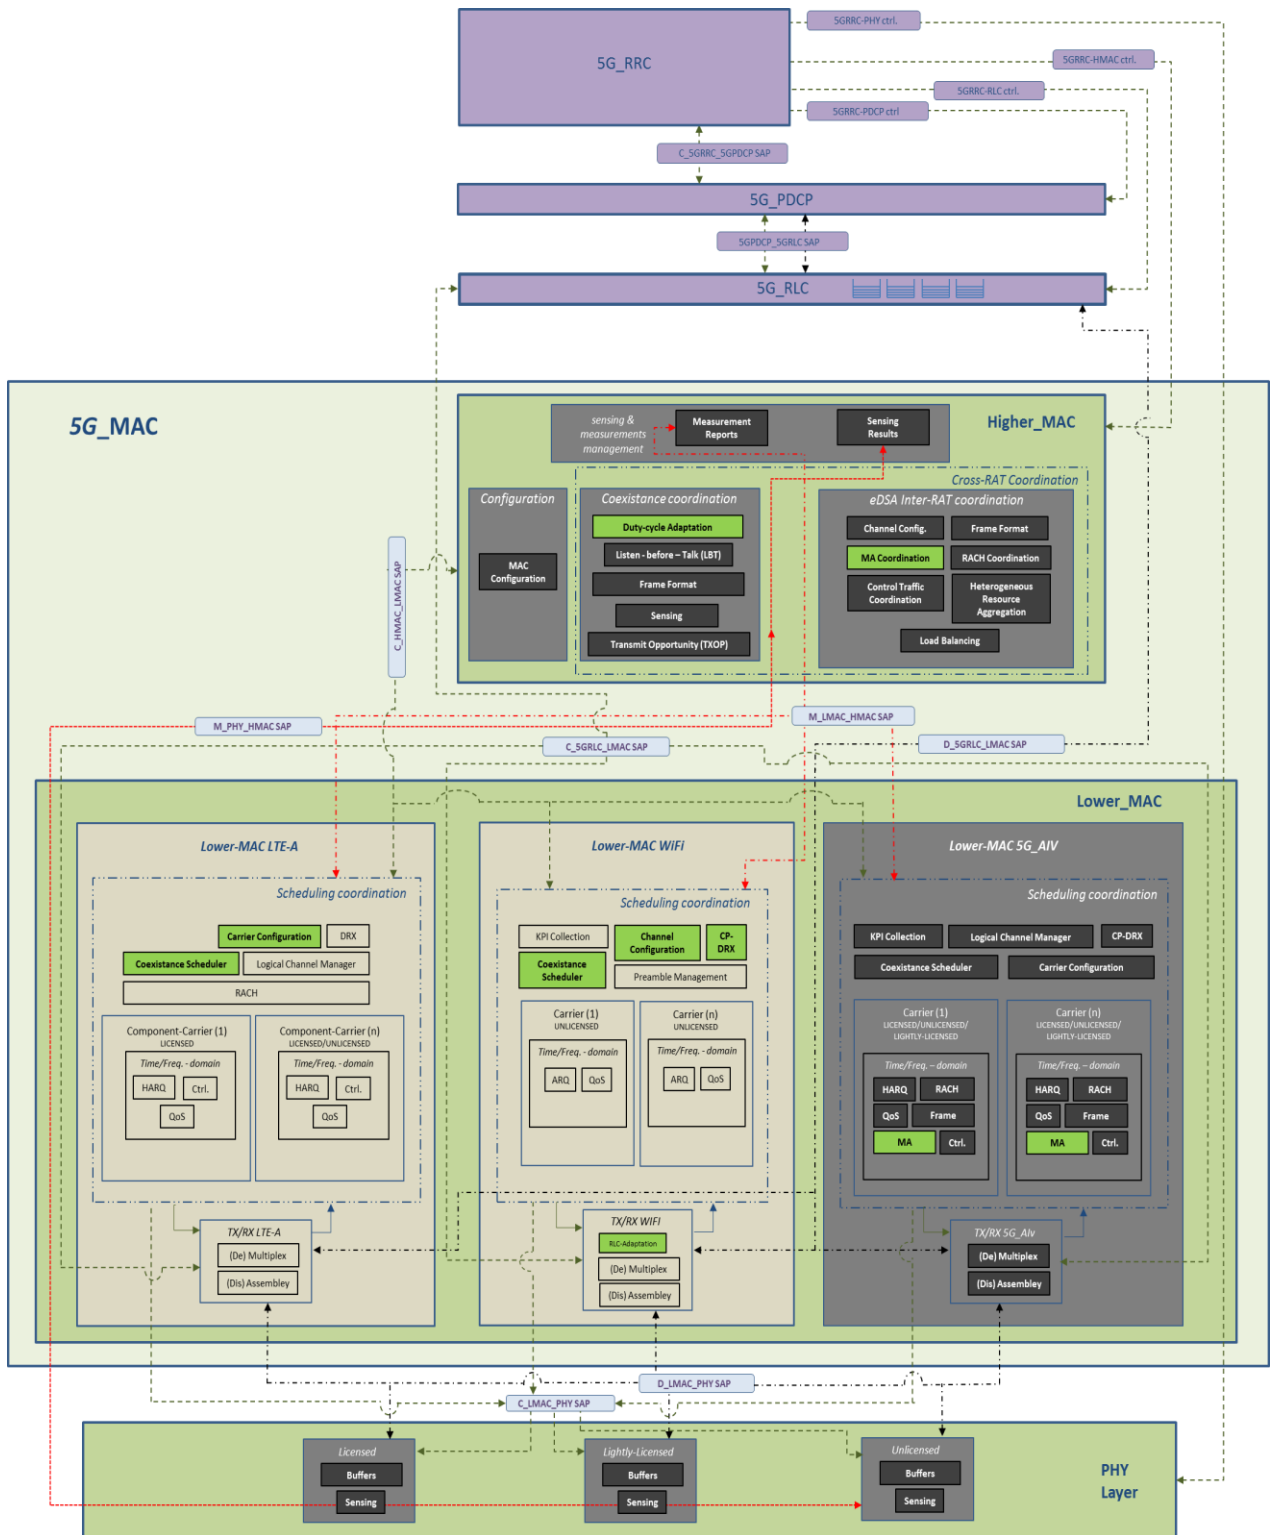 5GRRC-PHY ctrl.
5G_RRC
5GRRC-HMAC ctrl.
5GRRC-RLC ctrl.
5GRRC-PDCP ctrl
C_5GRRC_5GPDCP SAP
5G_PDCP
5GPDCP_5GRLC SAP
5G_RLC
5G_MAC
Higher_MAC
sensing &
measurements
management
Measurement
Reports
Sensing
Results
Cross-RAT Coordination
Configuration
MAC
Configuration
Coexistance coordination
Duty-cycle Adaptation
Listen - before – Talk (LBT)
Frame Format
Sensing
Transmit Opportunity (TXOP)
eDSA Inter-RAT coordination
Channel Config.
Frame Format
MA Coordination
RACH Coordination
Control Traffic
Coordination
Heterogeneous
Resource
Aggregation
Load Balancing
C_HMAC_LMAC SAP
M_PHY_HMAC SAP
M_LMAC_HMAC SAP
C_5GRLC_LMAC SAP
D_5GRLC_LMAC SAP
Lower_MAC
Lower-MAC LTE-A
Scheduling coordination
Carrier Configuration
DRX
Coexistance Scheduler
Logical Channel Manager
RACH
Component-Carrier (1)
LICENSED
Time/Freq. - domain
HARQ
Ctrl.
QoS
Component-Carrier (n)
LICENSED/UNLICENSED
Time/Freq. - domain
HARQ
Ctrl.
QoS
TX/RX LTE-A
(De) Multiplex
(Dis) Assembley
Lower-MAC WiFi
Scheduling coordination
KPI Collection
Channel
Configuration
CP-
DRX
Coexistance
Scheduler
Preamble Management
Carrier (1)
UNLICENSED
Time/Freq. - domain
ARQ
QoS
Carrier (n)
UNLICENSED
Time/Freq. - domain
ARQ
QoS
TX/RX WIFI
RLC-Adaptation
(De) Multiplex
(Dis) Assembley
Lower-MAC 5G_AIV
Scheduling coordination
KPI Collection
Logical Channel Manager
CP-DRX
Coexistance Scheduler
Carrier Configuration
Carrier (1)
LICENSED/UNLICENSED/
LIGHTLY-LICENSED
Time/Freq. – domain
HARQ
RACH
QoS
Frame
MA
Ctrl.
Carrier (n)
LICENSED/UNLICENSED/
LIGHTLY-LICENSED
Time/Freq. – domain
HARQ
RACH
QoS
Frame
MA
Ctrl.
TX/RX 5G_AIv
(De) Multiplex
(Dis) Assembley
D_LMAC_PHY SAP
C_LMAC_PHY SAP
Licensed
Buffers
Sensing
Lightly-Licensed
Buffers
Sensing
Unlicensed
Buffers
Sensing
PHY
Layer